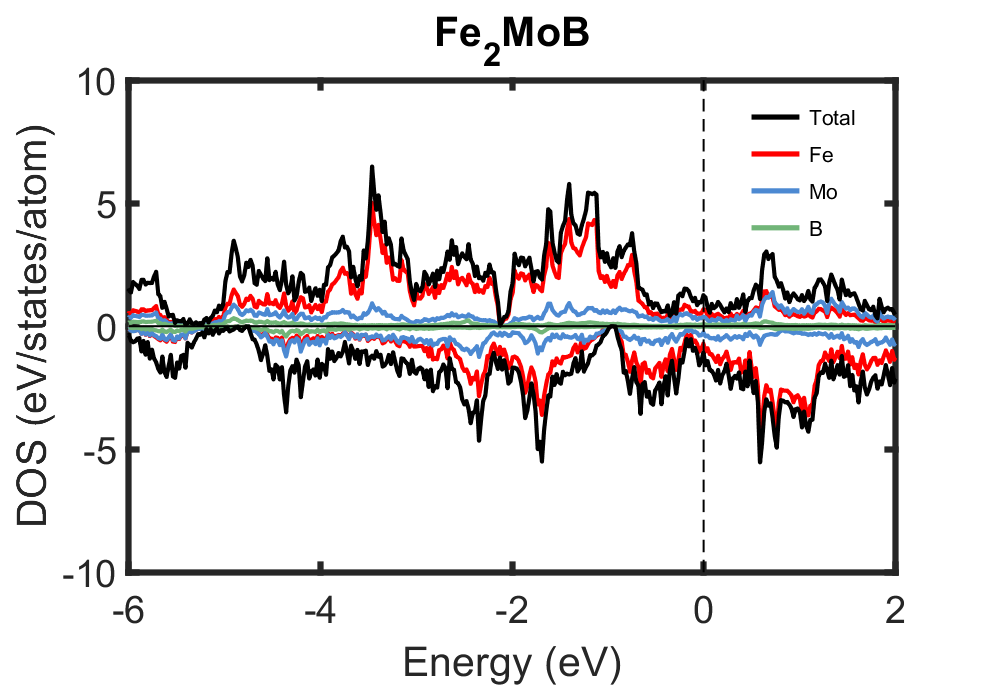 Fe₂MoB
10
5
0
-5
-10
DOS (eV/states/atom)
Total
Fe
Mo
B
-6 -4 -2 0 2
Energy (eV)